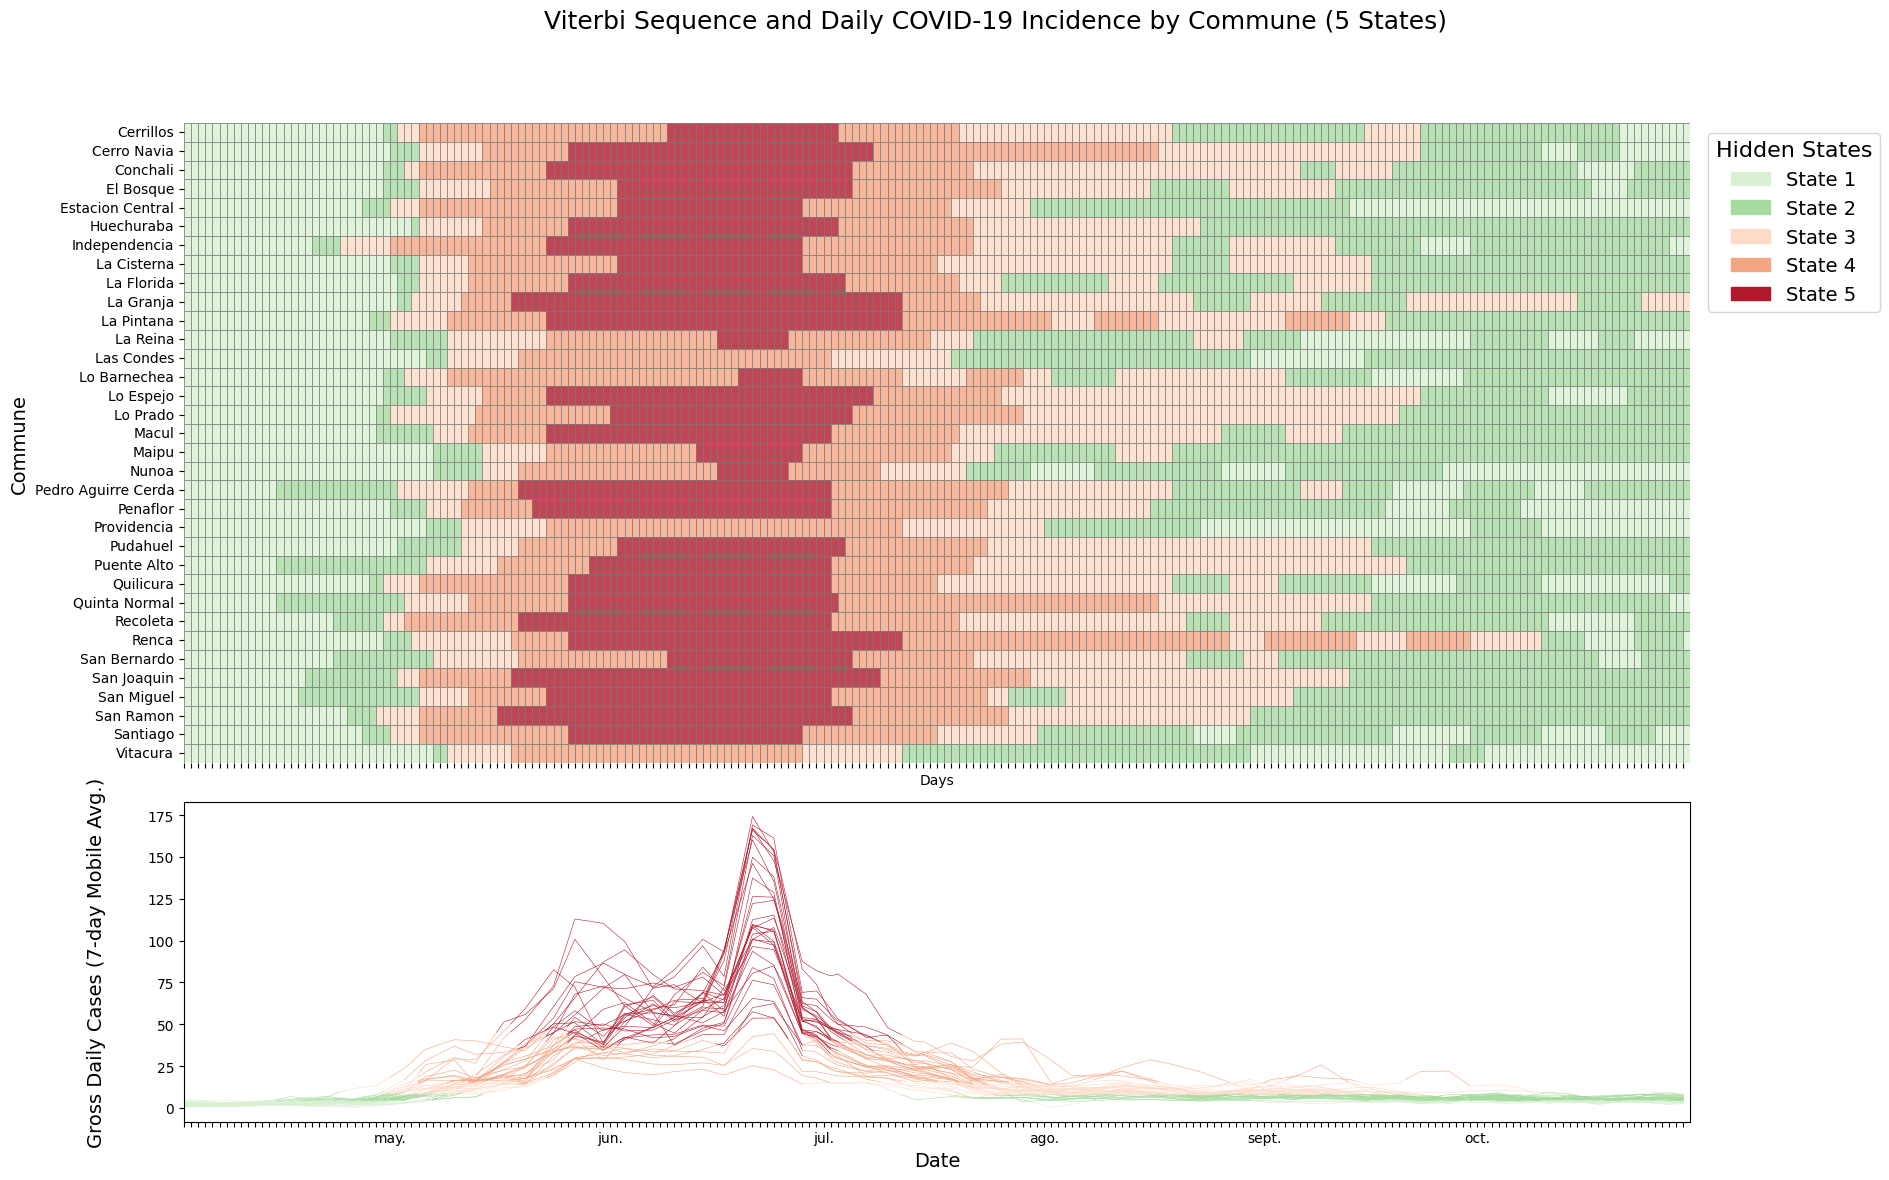 Viterbi Sequence and Daily COVID-19 Incidence by Commune (5 States)
Commune
Cerrillos
Cerro Navia
Conchali
El Bosque
Estacion Central
Huechuraba
Independencia
La Cisterna
La Florida
La Granja
La Pintana
La Reina
Las Condes
Lo Barnechea
Lo Espejo
Lo Prado
Macul
Maipu
Nunoa
Pedro Aguirre Cerda
Penaflor
Providencia
Pudahuel
Puente Alto
Quilicura
Quinta Normal
Recoleta
Renca
San Bernardo
San Joaquin
San Miguel
San Ramon
Santiago
Vitacura
Days
Hidden States
State 1
State 2
State 3
State 4
State 5
Gross Daily Cases (7-day Mobile Avg.)
175
150
125
100
75
50
25
0
may. jun. jul. ago. sept. oct.
Date